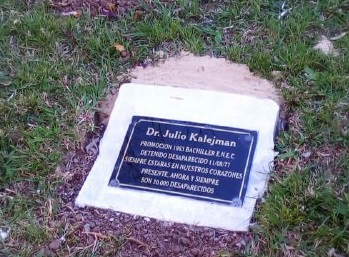 Dr. Julio Kalejman
PROMOCION 1963 BACHILLER E.N.E.C
DETENIDO DESAPARECIDO 11/08/77
SIEMPRE ESTARAS EN NUESTROS CORAZONES
PRESENTE, AHORA Y SIEMPRE
SON 30.000 DESAPARECIDOS